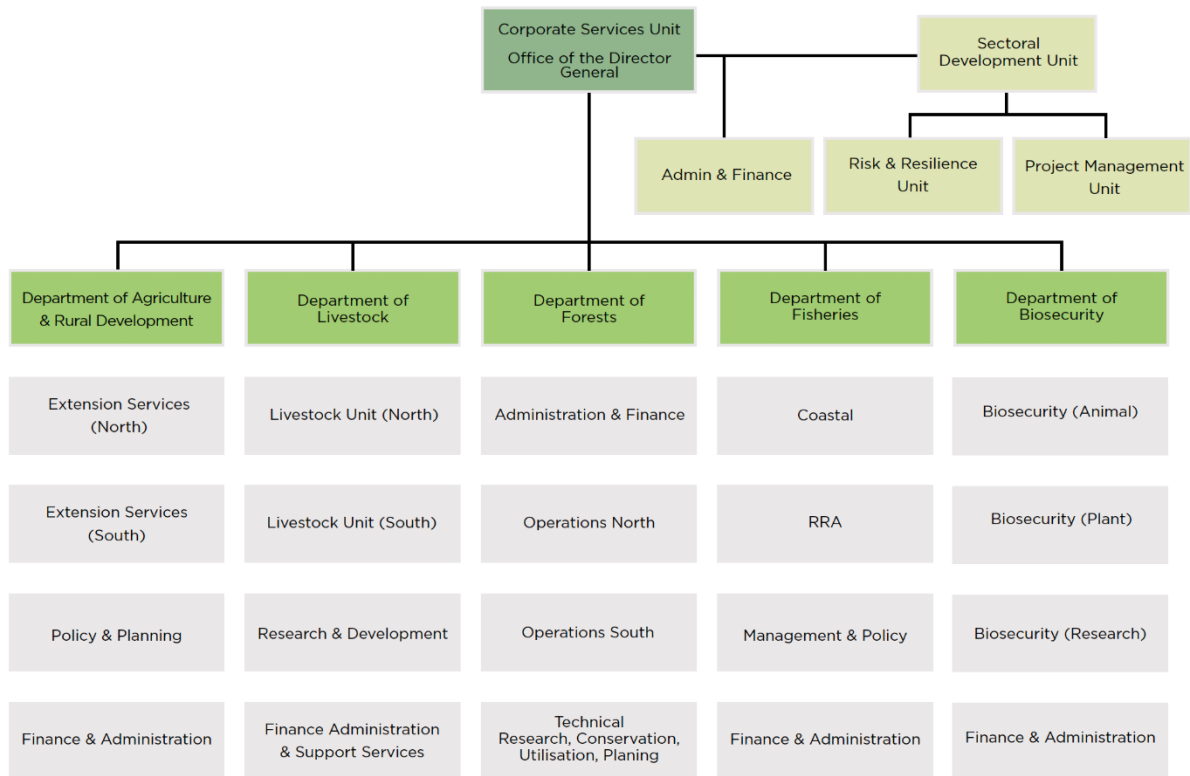 Corporate Services Unit
Office of the Director
General
Sectoral
Development Unit
Admin & Finance
Risk & Resilience
Unit
Project Management
Unit
Department of Agriculture
& Rural Development
Department of
Livestock
Department of
Forests
Department of
Fisheries
Department of
Biosecurity
Extension Services
(North)
Livestock Unit (North)
Administration & Finance
Coastal
Biosecurity (Animal)
Extension Services
(South)
Livestock Unit (South)
Operations North
RRA
Biosecurity (Plant)
Policy & Planning
Research & Development
Operations South
Management & Policy
Biosecurity (Research)
Finance & Administration
Finance Administration
& Support Services
Technical
Research, Conservation,
Utilisation, Planing
Finance & Administration
Finance & Administration